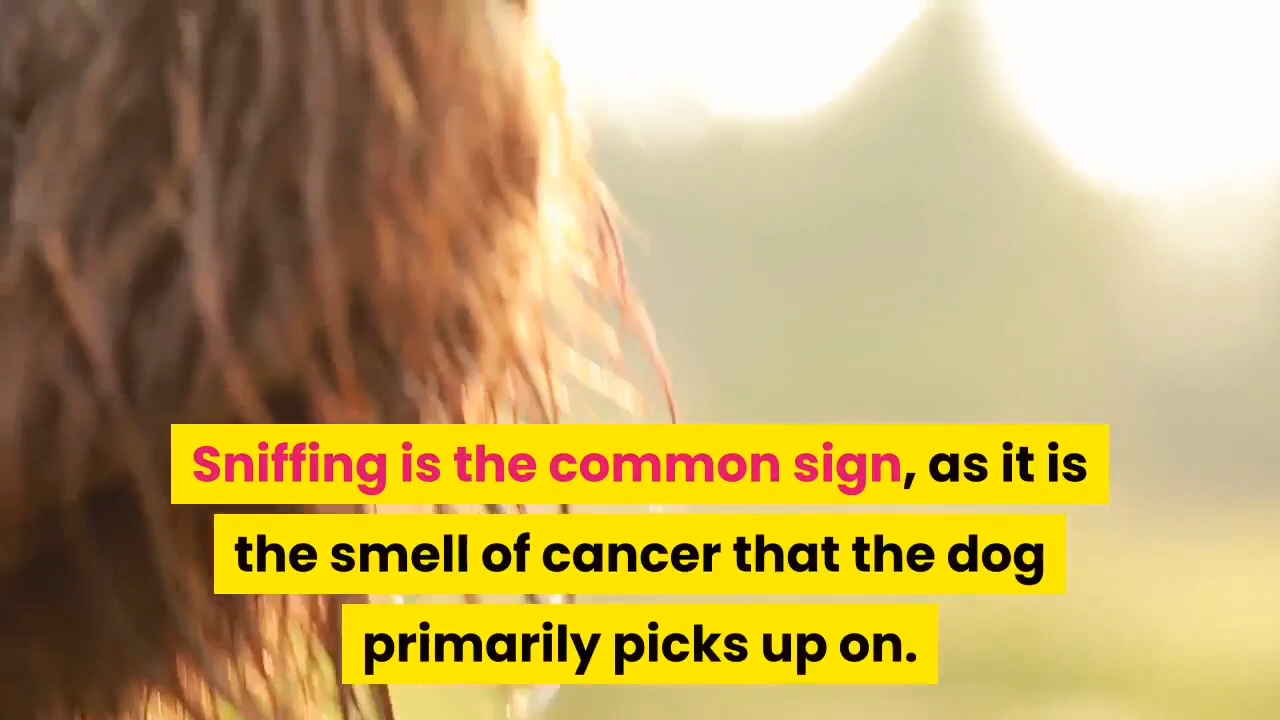 Sniffing is the common sign, as it is
the smell of cancer that the dog
primarily picks up on.